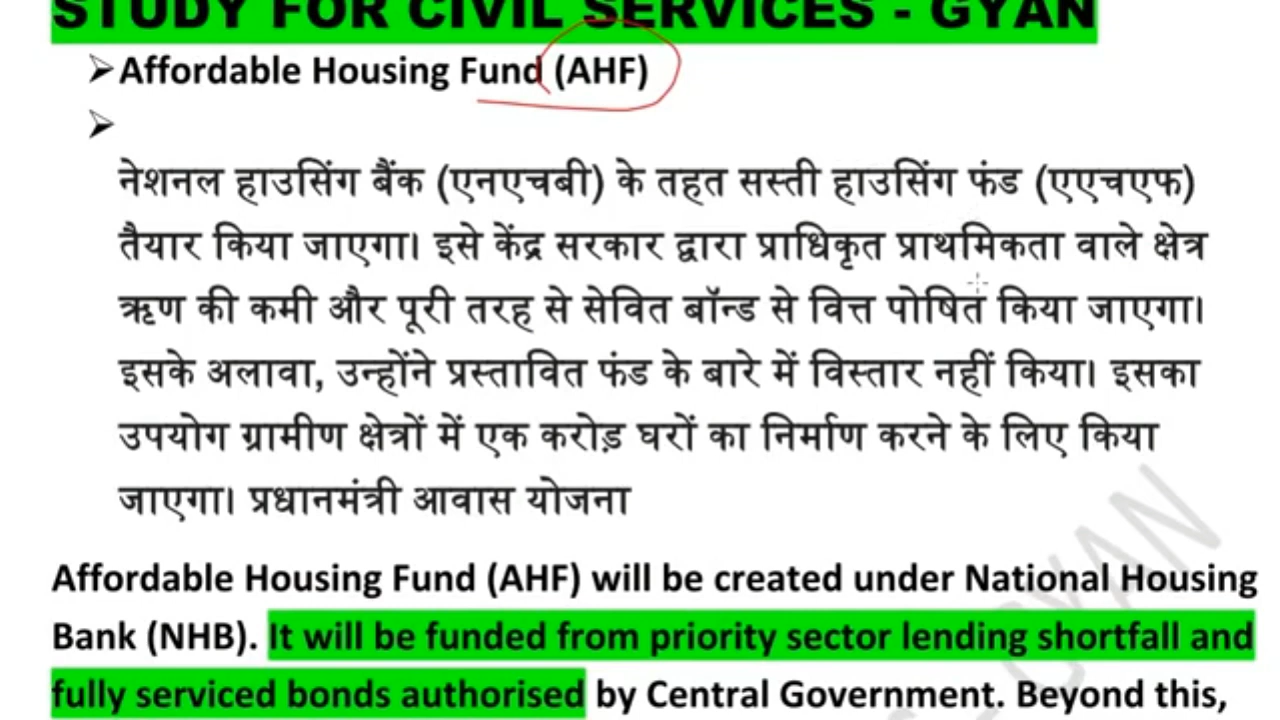 STUDY FOR CIVIL SERVICES - GYAN
➢Affordable Housing Fund (AHF)
➢
नेशनल हाउसिंग बैंक (एनएचबी) के तहत सस्ती हाउसिंग फंड (एएचएफ)
तैयार किया जाएगा। इसे केंद्र सरकार द्वारा प्राधिकृत प्राथमिकता वाले क्षेत्र
ऋण की कमी और पूरी तरह से सेवित बॉन्ड से वित्त पोषित किया जाएगा।
इसके अलावा, उन्होंने प्रस्तावित फंड के बारे में विस्तार नहीं किया। इसका
उपयोग ग्रामीण क्षेत्रों में एक करोड़ घरों का निर्माण करने के लिए किया
जाएगा। प्रधानमंत्री आवास योजना
Affordable Housing Fund (AHF) will be created under National Housing
Bank (NHB). It will be funded from priority sector lending shortfall and
fully serviced bonds authorised by Central Government. Beyond this,
GYAN